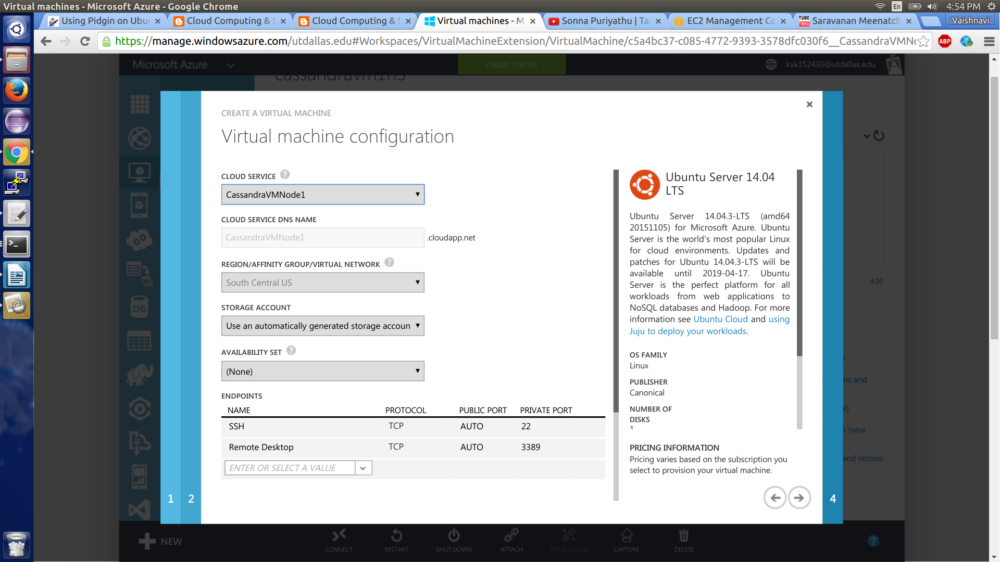 Virtual machines - Microsoft Azure - Google Chrome
En
4:54 PM
Using Pidgin on Ubu
Cloud Computing &
Cloud Computing &
Virtual machines - M
Sonna Puriyathu | Ta
EC2 Management Co
TUBE TAMIL
Saravanan Meenatch
Vaishnavi
https://manage.windowsazure.com/utdallas.edu#Workspaces/VirtualMachineExtension/VirtualMachine/c5a4bc37-c085-4772-9393-3578dfc030f6__CassandraVMNo
ABP
Microsoft Azure
CREDIT STATUS
kxk152430@utdallas.edu
cassandravm1n5
CREATE A VIRTUAL MACHINE
Virtual machine configuration
CLOUD SERVICE ?
CassandraVMNode1
CLOUD SERVICE DNS NAME
CassandraVMNode1 .cloudapp.net
REGION/AFFINITY GROUP/VIRTUAL NETWORK ?
South Central US
STORAGE ACCOUNT
Use an automatically generated storage accoun
AVAILABILITY SET ?
(None)
ENDPOINTS
NAME PROTOCOL PUBLIC PORT PRIVATE PORT
SSH TCP AUTO 22
Remote Desktop TCP AUTO 3389
ENTER OR SELECT A VALUE
Ubuntu Server 14.04
LTS
Ubuntu Server 14.04.3-LTS (amd64
20151105) for Microsoft Azure. Ubuntu
Server is the world's most popular Linux
for cloud environments. Updates and
patches for Ubuntu 14.04.3-LTS will be
available until 2019-04-17. Ubuntu
Server is the perfect platform for all
workloads from web applications to
NoSQL databases and Hadoop. For more
information see Ubuntu Cloud and using
Juju to deploy your workloads.
OS FAMILY
Linux
PUBLISHER
Canonical
NUMBER OF
DISKS
1
PRICING INFORMATION
Pricing varies based on the subscription you
select to provision your virtual machine.
1
2
4
4:30
ns and
l)
n (new
and restore
DB
NEW
CONNECT
RESTART
SHUT DOWN
ATTACH
DETACH DISK
CAPTURE
DELETE
?